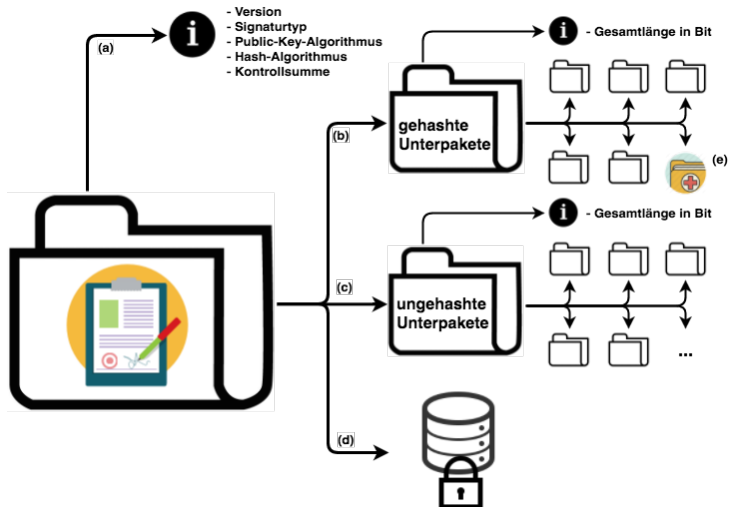 (a)
- Version
- Signaturtyp
- Public-Key-Algorithmus
- Hash-Algorithmus
- Kontrollsumme
- Gesamtlänge in Bit
(b)
gehashte
Unterpakete
(e)
- Gesamtlänge in Bit
(c)
ungehashte
Unterpakete
...
(d)